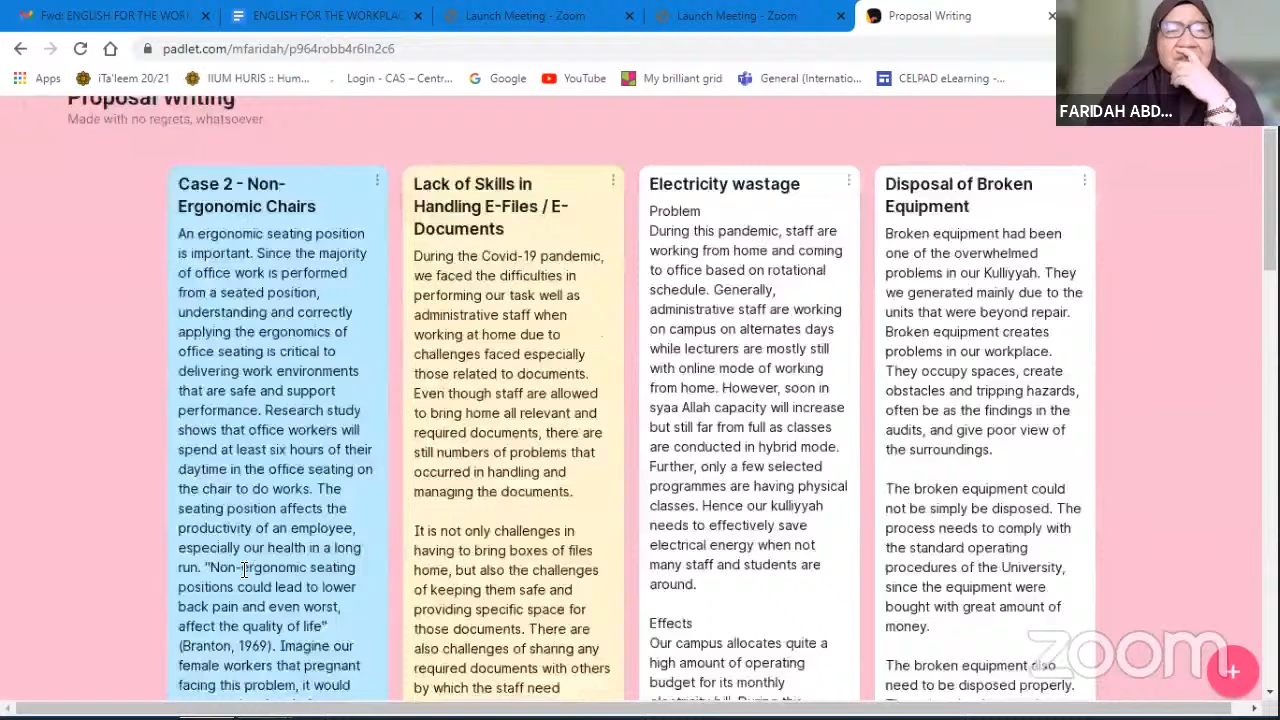 Fwd: ENGLISH FOR THE WOR
ENGLISH FOR THE WORKPLAC
Launch Meeting - Zoom
Launch Meeting - Zoom
Proposal Writing
padlet.com/mfaridah/p964robb4r6ln2c6
Apps
iTa'leem 20/21
IIUM HURIS :: Hum...
Login - CAS – Centr...
Google
YouTube
My brilliant grid
General (Internatio...
CELPAD eLearning -...
FARIDAH ABD...
Proposal Writing
Made with no regrets, whatsoever
Case 2 - Non-
Ergonomic Chairs
An ergonomic seating position
is important. Since the majority
of office work is performed
from a seated position,
understanding and correctly
applying the ergonomics of
office seating is critical to
delivering work environments
that are safe and support
performance. Research study
shows that office workers will
spend at least six hours of their
daytime in the office seating on
the chair to do works. The
seating position affects the
productivity of an employee,
especially our health in a long
run. "Non-ergonomic seating
positions could lead to lower
back pain and even worst,
affect the quality of life"
(Branton, 1969). Imagine our
female workers that pregnant
facing this problem, it would
Lack of Skills in
Handling E-Files / E-
Documents
During the Covid-19 pandemic,
we faced the difficulties in
performing our task well as
administrative staff when
working at home due to
challenges faced especially
those related to documents.
Even though staff are allowed
to bring home all relevant and
required documents, there are
still numbers of problems that
occurred in handling and
managing the documents.
It is not only challenges in
having to bring boxes of files
home, but also the challenges
of keeping them safe and
providing specific space for
those documents. There are
also challenges of sharing any
required documents with others
by which the staff need
Electricity wastage
Problem
During this pandemic, staff are
working from home and coming
to office based on rotational
schedule. Generally,
administrative staff are working
on campus on alternates days
while lecturers are mostly still
with online mode of working
from home. However, soon in
syaa Allah capacity will increase
but still far from full as classes
are conducted in hybrid mode.
Further, only a few selected
programmes are having physical
classes. Hence our kulliyyah
needs to effectively save
electrical energy when not
many staff and students are
around.
Effects
Our campus allocates quite a
high amount of operating
budget for its monthly
electricity bill. During the
Disposal of Broken
Equipment
Broken equipment had been
one of the overwhelmed
problems in our Kulliyyah. They
we generated mainly due to the
units that were beyond repair.
Broken equipment creates
problems in our workplace.
They occupy spaces, create
obstacles and tripping hazards,
often be as the findings in the
audits, and give poor view of
the surroundings.
The broken equipment could
not be simply be disposed. The
process needs to comply with
the standard operating
procedures of the University,
since the equipment were
bought with great amount of
money.
The broken equipment also
need to be disposed properly.
zoom